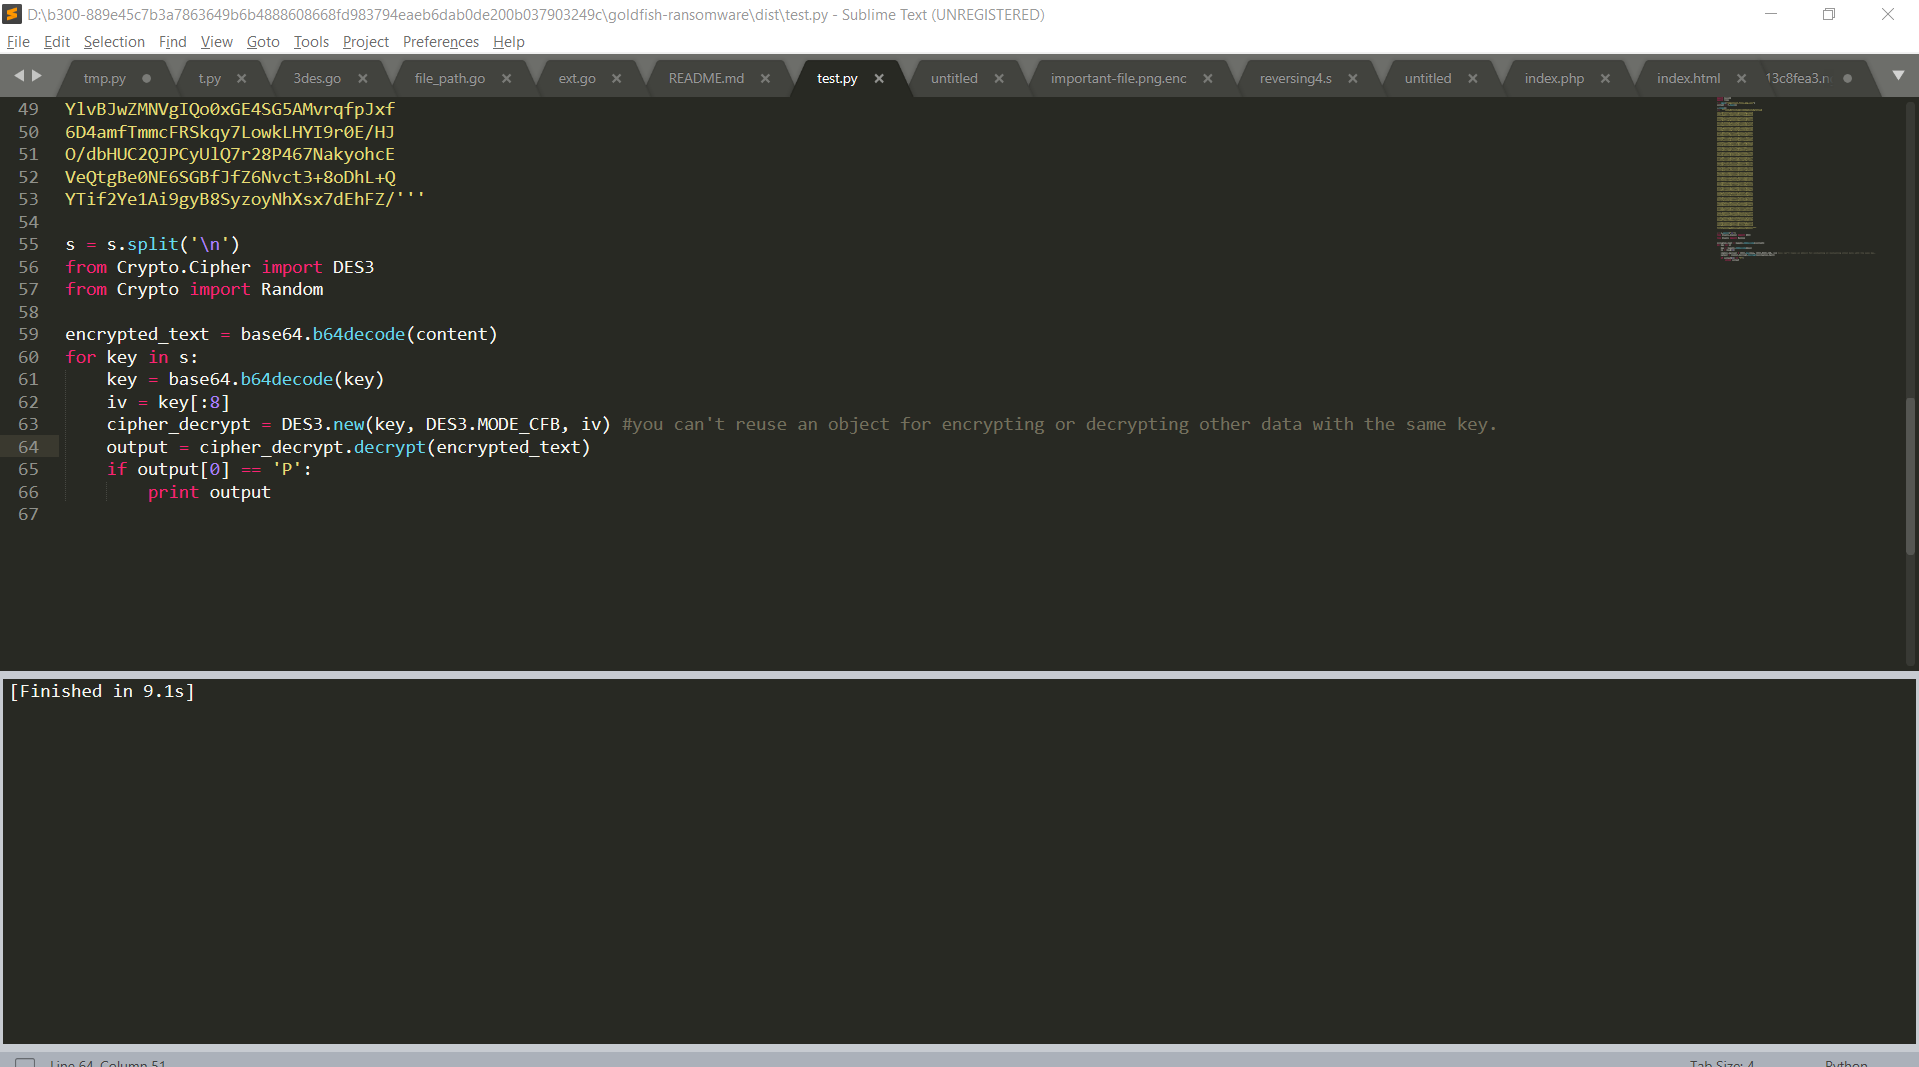 D:\b300-889e45c7b3a7863649b6b4888608668fd983794eaeb6dab0de200b037903249c\goldfish-ransomware\dist\test.py - Sublime Text (UNREGISTERED)
File Edit Selection Find View Goto Tools Project Preferences Help
tmp.py t.py 3des.go file_path.go ext.go README.md test.py untitled important-file.png.enc reversing4.s untitled index.php index.html
49 YlvBJwZMNVgIQo0xGE4SG5AMvrqfpJxf
50 6D4amfTmmcFRSkqy7LowkLHYI9r0E/HJ
51 O/dbHUC2QJPCyUlQ7r28P467NakyohcE
52 VeQtgBe0NE6SGBfJfZ6Nvct3+8oDhL+Q
53 YTif2Ye1Ai9gyB8SyzoyNhXsx7dEhFZ/'''
54
55 s = s.split('\n')
56 from Crypto.Cipher import DES3
57 from Crypto import Random
58
59 encrypted_text = base64.b64decode(content)
60 for key in s:
61 key = base64.b64decode(key)
62 iv = key[:8]
63 cipher_decrypt = DES3.new(key, DES3.MODE_CFB, iv) #you can't reuse an object for encrypting or decrypting other data with the same key.
64 output = cipher_decrypt.decrypt(encrypted_text)
65 if output[0] == 'P':
66 print output
67
[Finished in 9.1s]
Line 64, Column 51 Tab Size: 4 Python